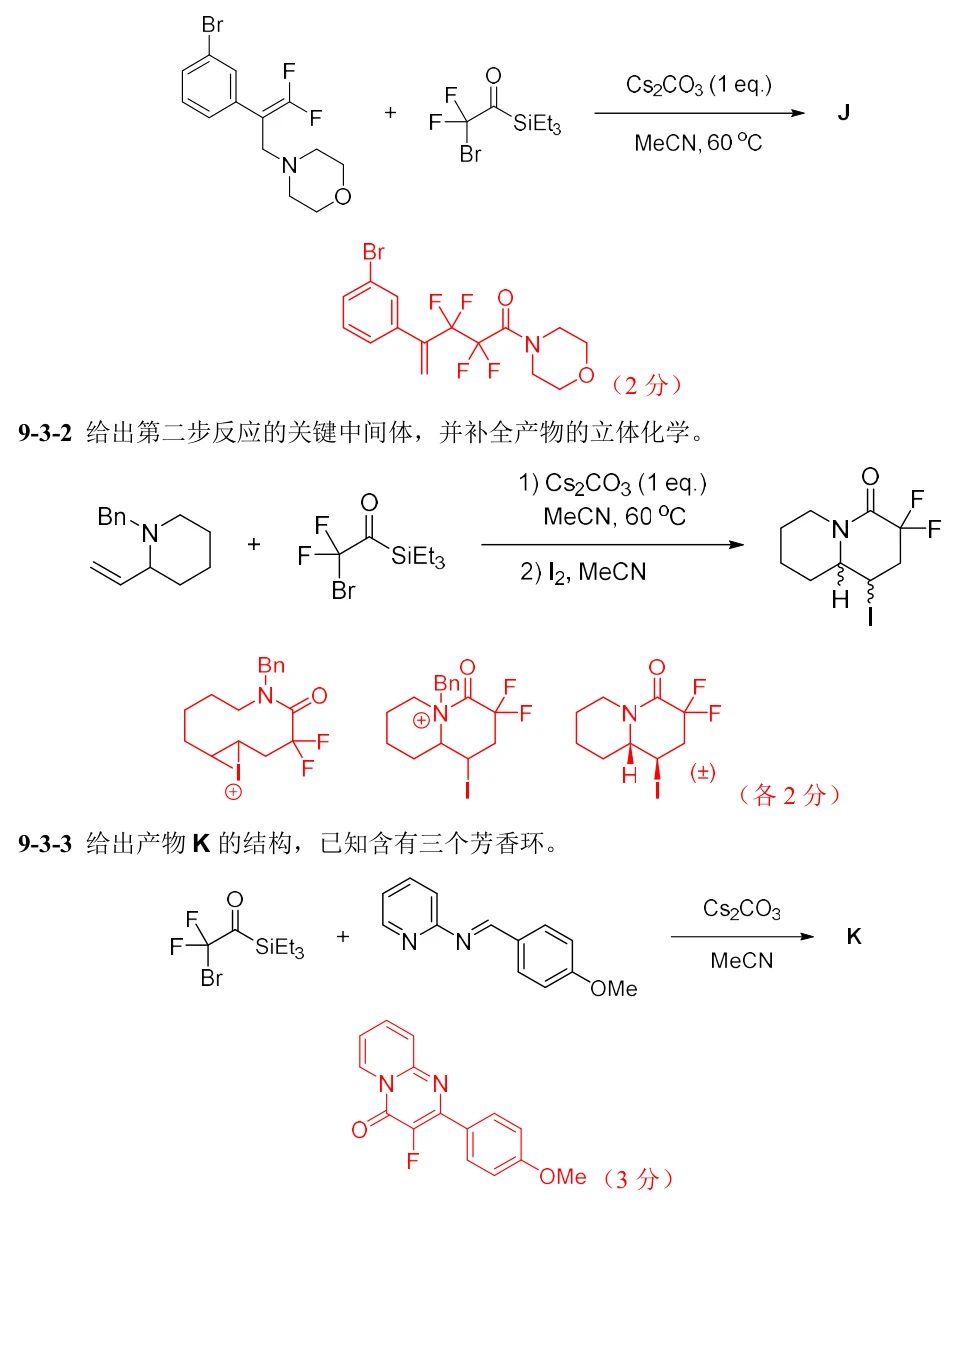 Br
F
F
N
O
+
O
F
F
SiEt₃
Br
Cs₂CO₃ (1 eq.)
MeCN, 60 ºC
J
Br
F F
O
N
F F
O
（2 分）
9-3-2 给出第二步反应的关键中间体，并补全产物的立体化学。
Bn
N
+
O
F
F
SiEt₃
Br
1) Cs₂CO₃ (1 eq.)
MeCN, 60 ºC
2) I₂, MeCN
O
F
N
F
H
I
Bn
N
O
F
F
I
⊕
Bn
O
F
N
F
⊕
I
O
F
N
F
H
I
(±)
（各 2 分）
9-3-3 给出产物 K 的结构，已知含有三个芳香环。
O
F
F
SiEt₃
Br
+
N
N
OMe
Cs₂CO₃
MeCN
K
N
N
O
F
OMe
（3 分）